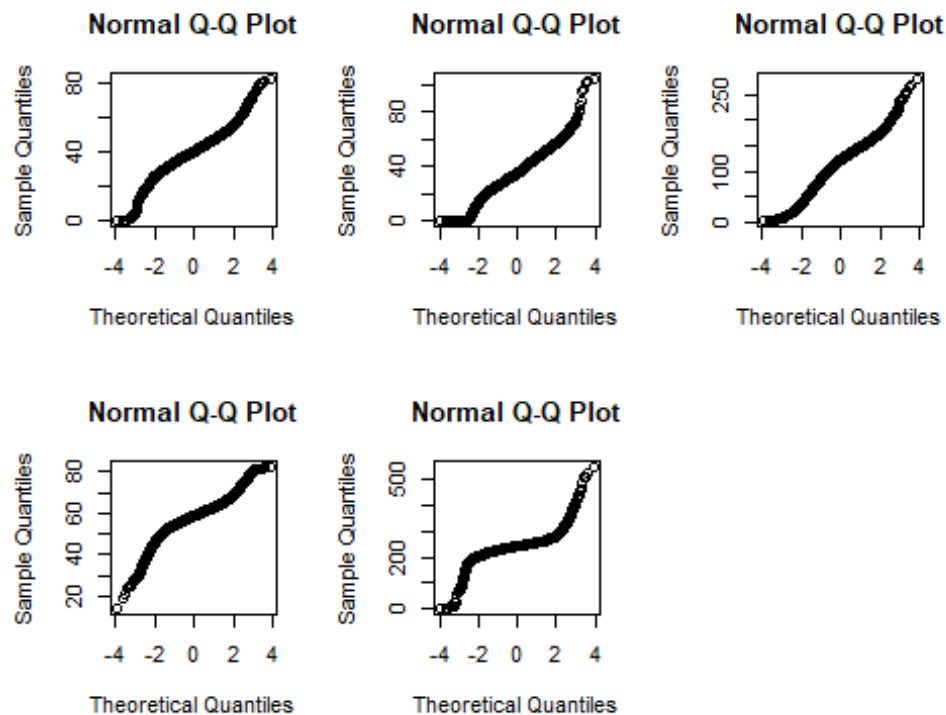 Normal Q-Q Plot
Sample Quantiles
0 40 80
-4 -2 0 2 4
Theoretical Quantiles
Normal Q-Q Plot
Sample Quantiles
0 40 80
-4 -2 0 2 4
Theoretical Quantiles
Normal Q-Q Plot
Sample Quantiles
0 100 250
-4 -2 0 2 4
Theoretical Quantiles
Normal Q-Q Plot
Sample Quantiles
20 40 60 80
-4 -2 0 2 4
Theoretical Quantiles
Normal Q-Q Plot
Sample Quantiles
0 200 500
-4 -2 0 2 4
Theoretical Quantiles